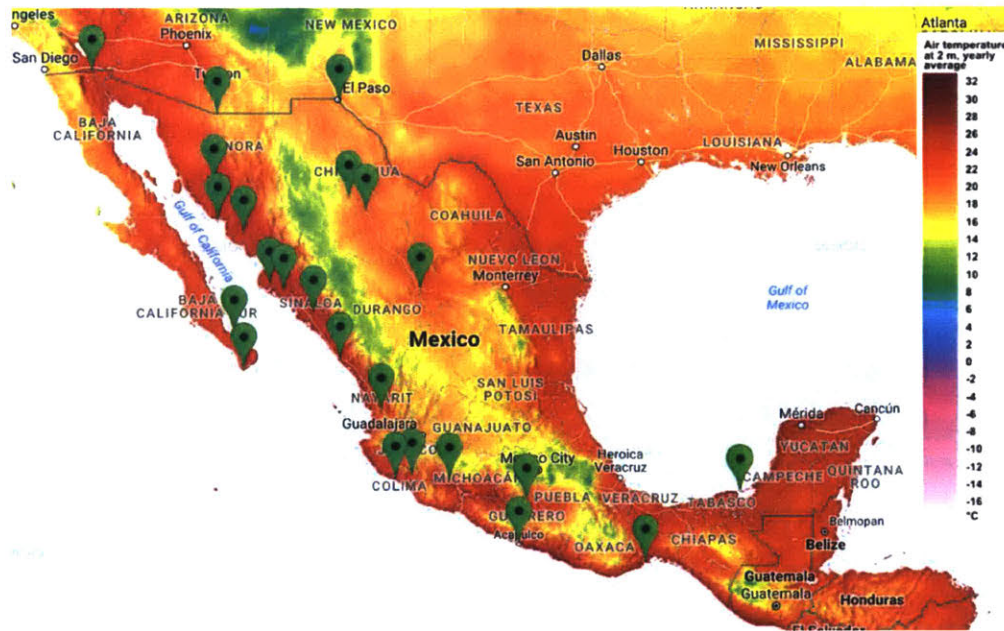 ngeles
ARIZONA
Phoenix
NEW MEXICO
Atlanta
San Diego
Dallas
MISSISSIPPI
ALABAMA
El Paso
TEXAS
BAJA
CALIFORNIA
Austin
San Antonio
Houston
LOUISIANA
New Orleans
NORA
COAHUILA
Gulf of California
NUEVO LEON
Monterrey
Gulf of
Mexico
SINALOA
DURANGO
BAJA
CALIFORNIA
UR
Mexico
TAMAULIPAS
SAN LUIS
POTOSI
Guadalajara
GUANAJUATO
Mérida
Cancún
YUCATAN
Heroica
Veracruz
CAMPECHE
QUINTANA
ROO
COLIMA
PUEBLA
VERACRUZ
TABASCO
Acapulco
OAXACA
CHIAPAS
Belmopan
Belize
Guatemala
Guatemala
Honduras
El Salvador
Air temperature
at 2 m, yearly
average
32
30
28
26
24
22
20
18
16
14
12
10
8
6
4
2
0
-2
-4
-6
-8
-10
-12
-14
-16
°C